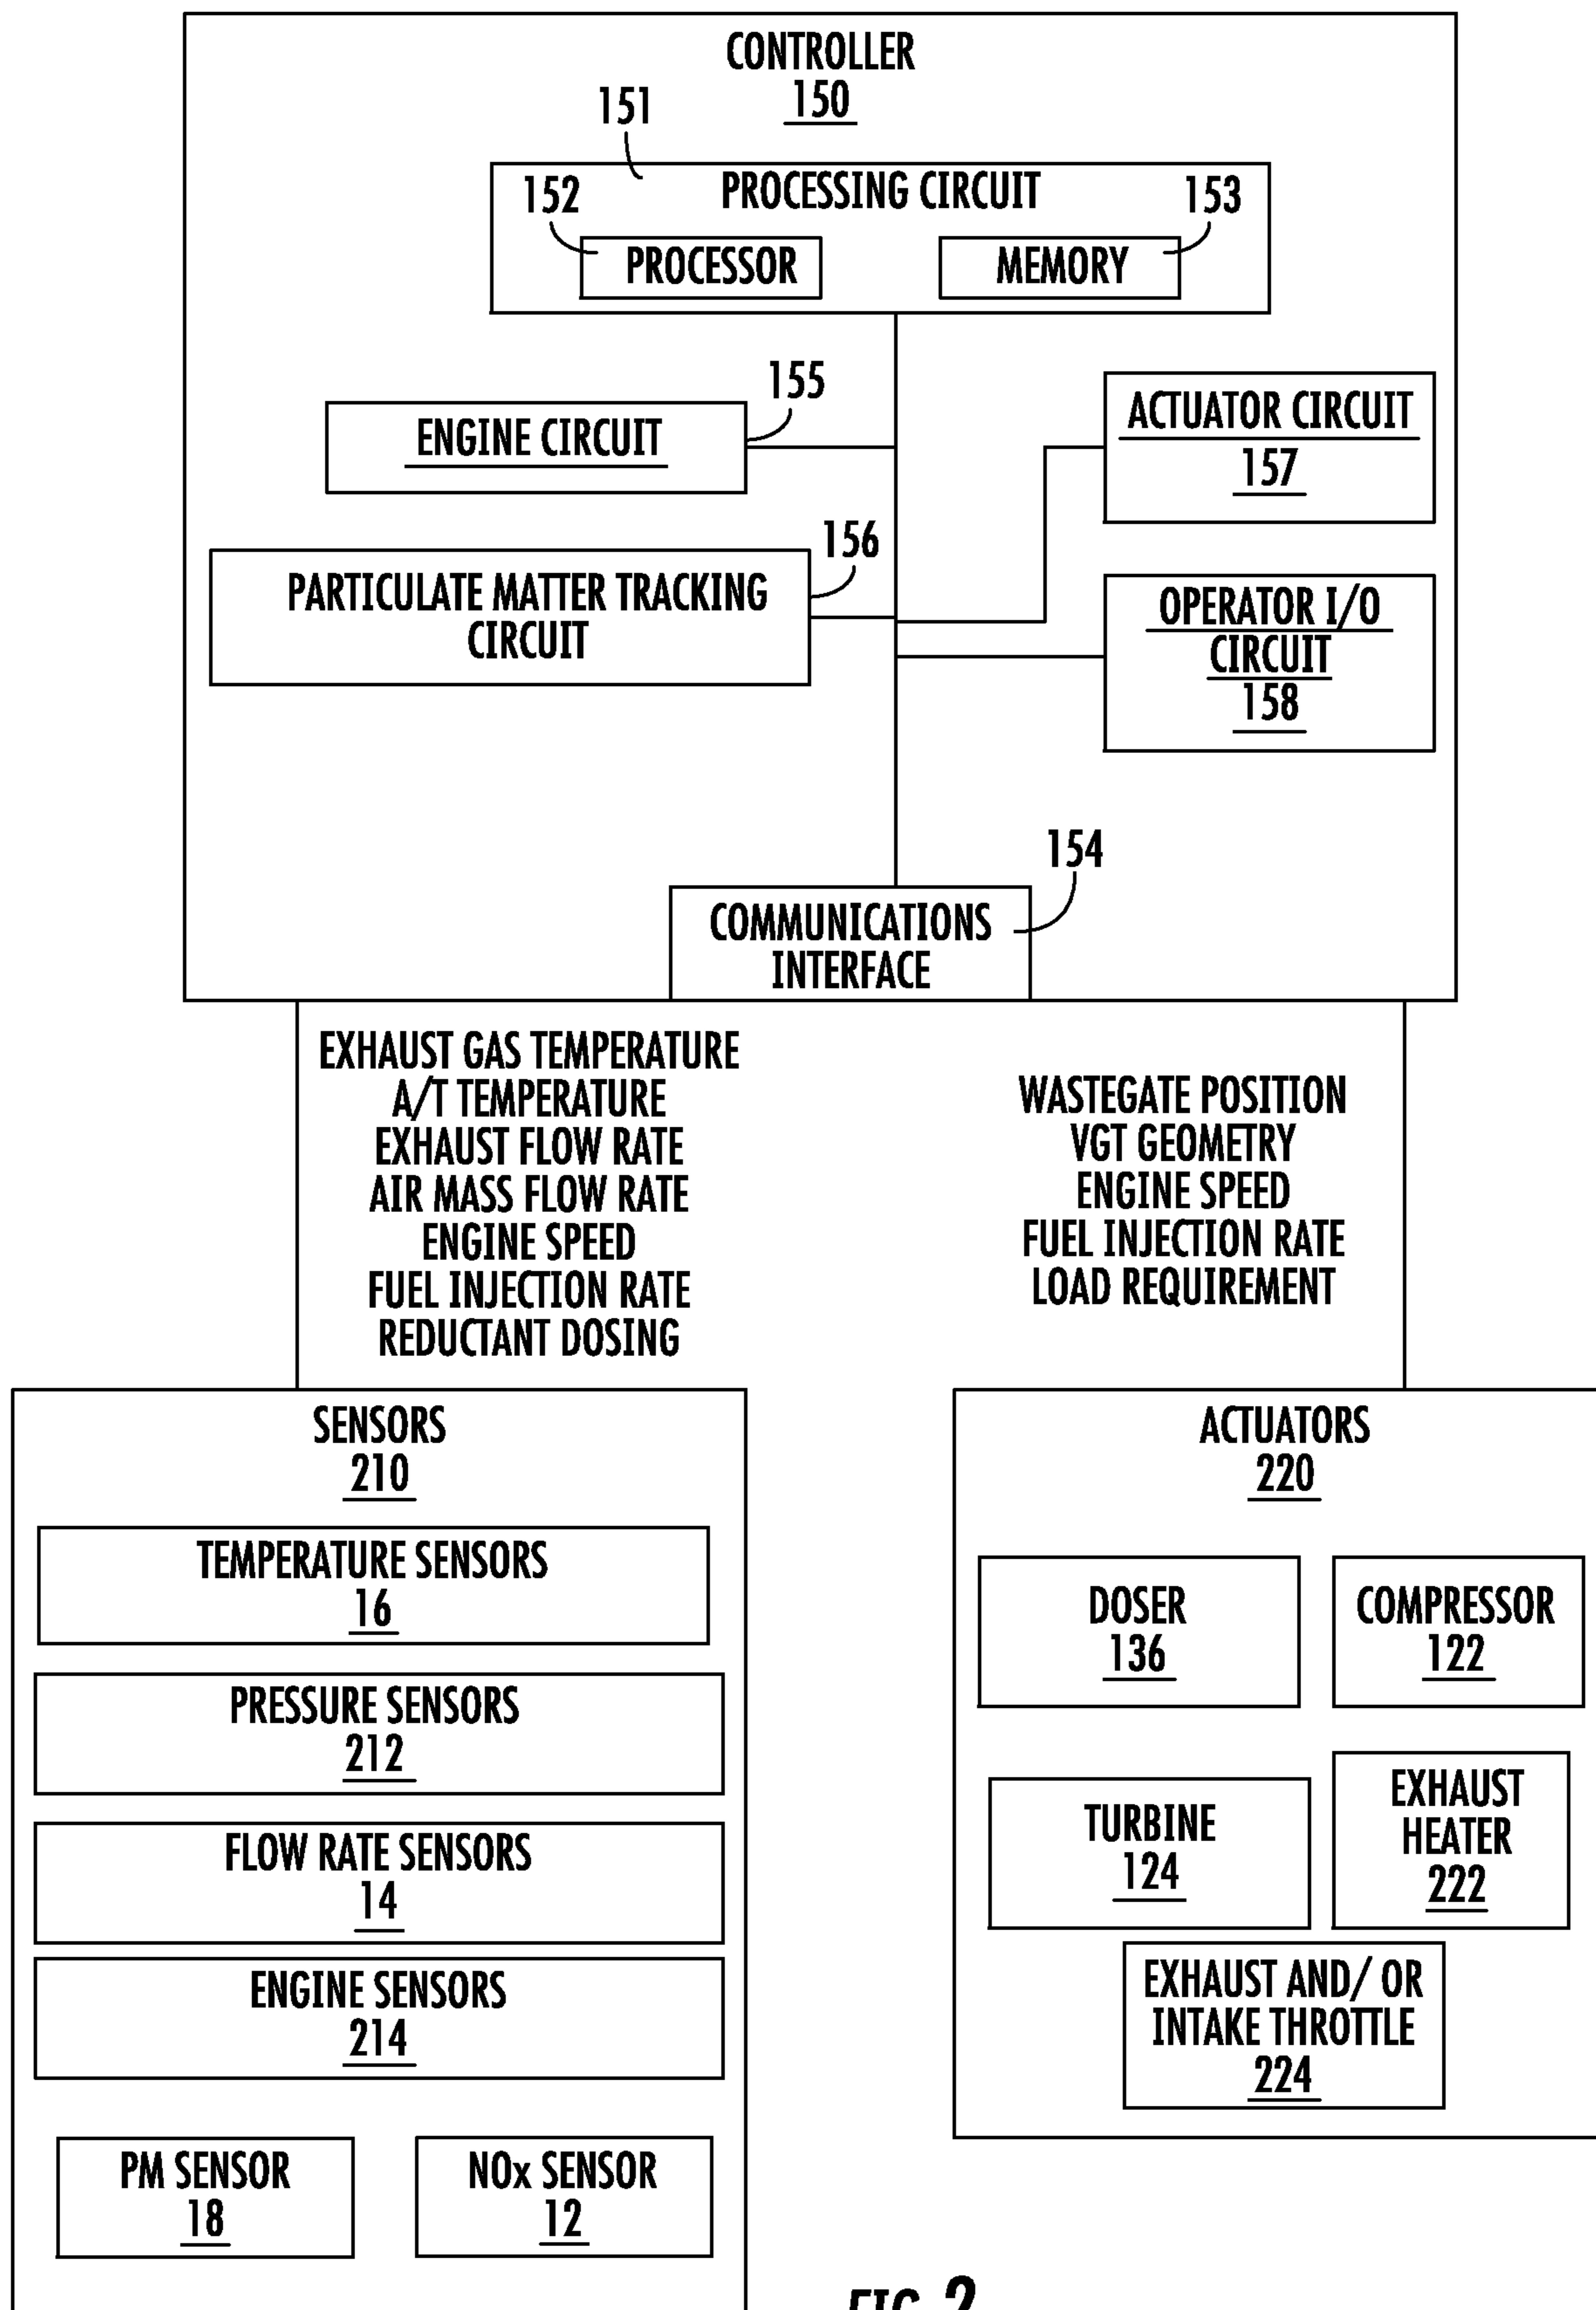 CONTROLLER
150
151
PROCESSING CIRCUIT
152
153
PROCESSOR
MEMORY
155
ENGINE CIRCUIT
ACTUATOR CIRCUIT
157
156
PARTICULATE MATTER TRACKING
CIRCUIT
OPERATOR I/O
CIRCUIT
158
154
COMMUNICATIONS
INTERFACE
EXHAUST GAS TEMPERATURE
A/T TEMPERATURE
EXHAUST FLOW RATE
AIR MASS FLOW RATE
ENGINE SPEED
FUEL INJECTION RATE
REDUCTANT DOSING
WASTEGATE POSITION
VGT GEOMETRY
ENGINE SPEED
FUEL INJECTION RATE
LOAD REQUIREMENT
SENSORS
210
TEMPERATURE SENSORS
16
PRESSURE SENSORS
212
FLOW RATE SENSORS
14
ENGINE SENSORS
214
PM SENSOR
18
NOx SENSOR
12
ACTUATORS
220
DOSER
136
COMPRESSOR
122
TURBINE
124
EXHAUST
HEATER
222
EXHAUST AND/ OR
INTAKE THROTTLE
224
FIG. 2